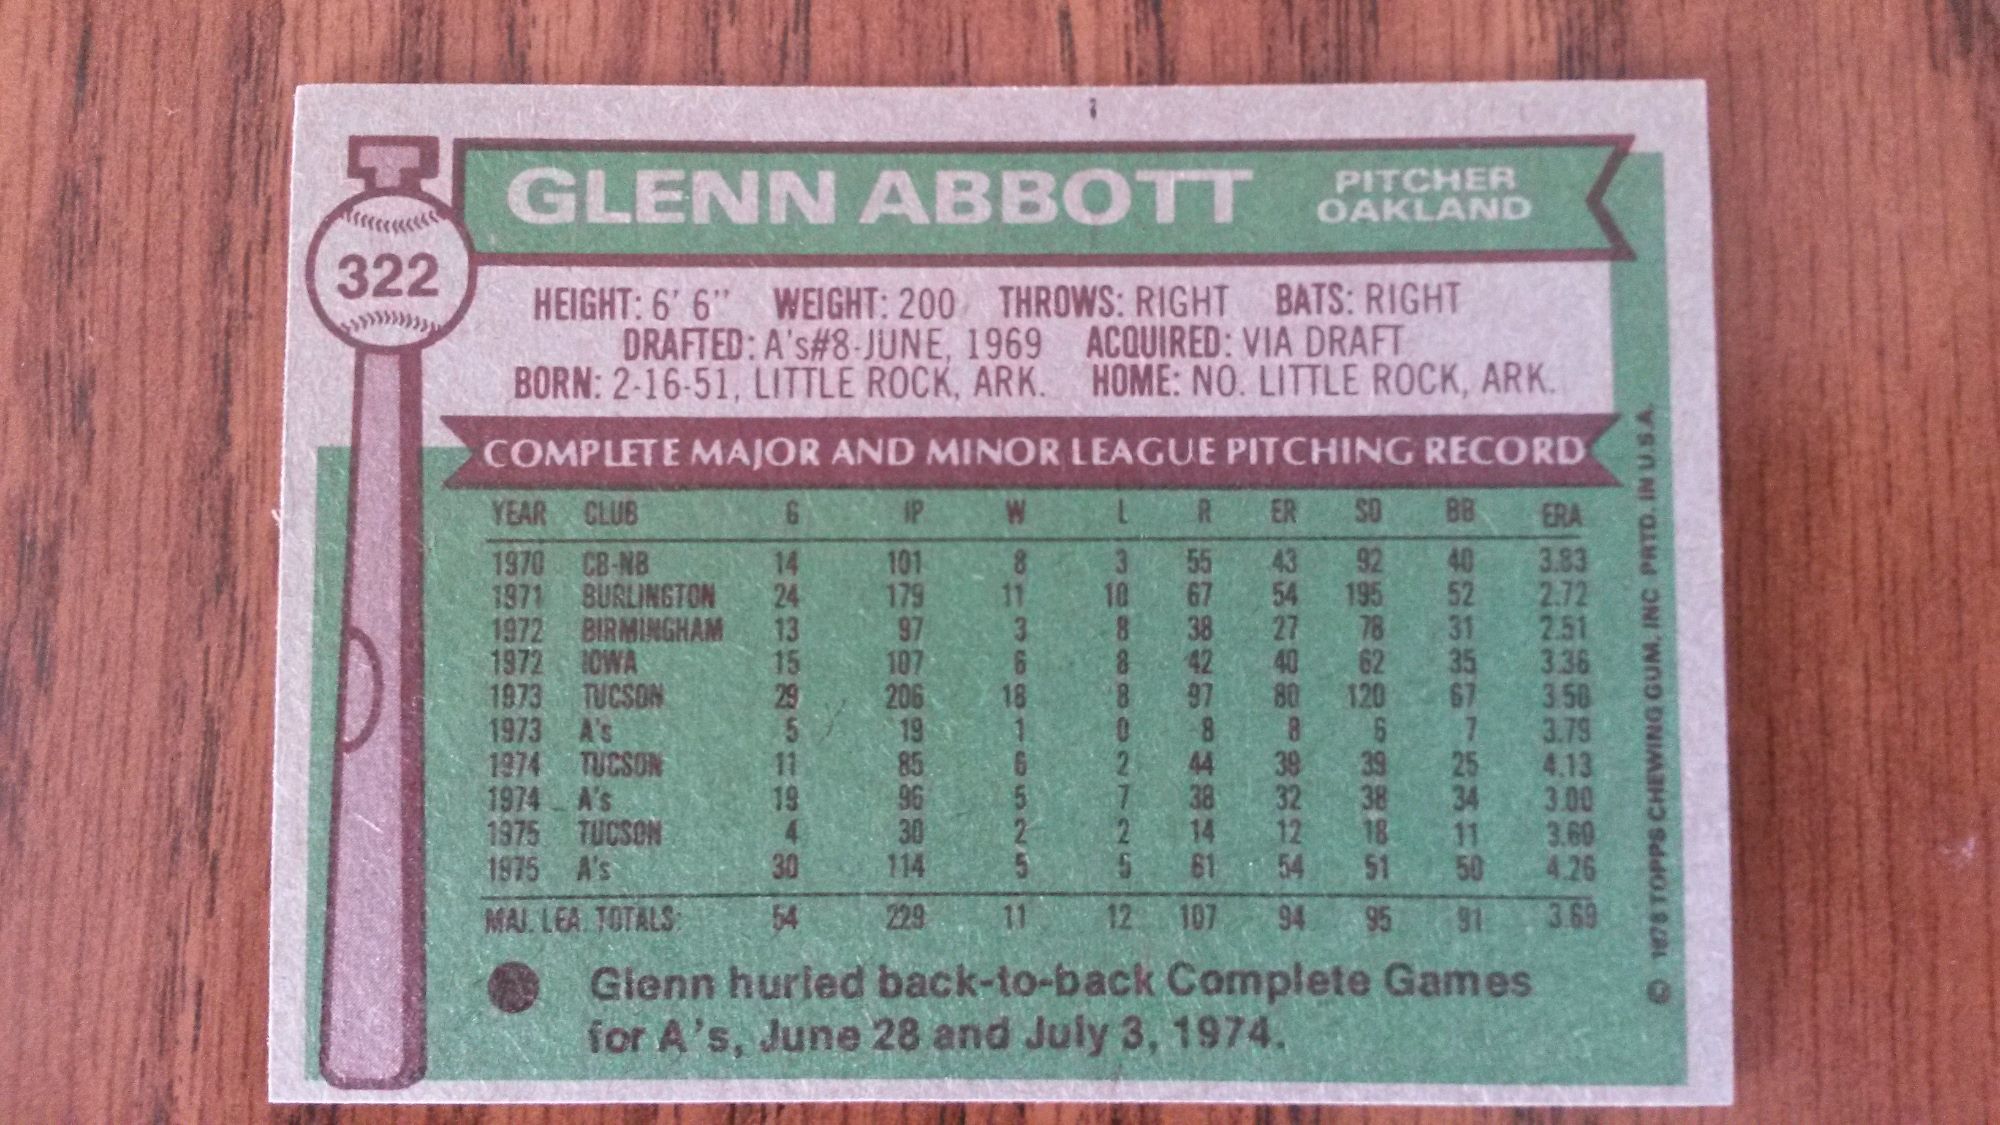 GLENN ABBOTT PITCHER OAKLAND
322
HEIGHT: 6' 6" WEIGHT: 200 THROWS: RIGHT BATS: RIGHT
DRAFTED: A's#8-JUNE, 1969 ACQUIRED: VIA DRAFT
BORN: 2-16-51, LITTLE ROCK, ARK. HOME: NO. LITTLE ROCK, ARK.
COMPLETE MAJOR AND MINOR LEAGUE PITCHING RECORD
YEAR CLUB G IP W L R ER SO BB ERA
1970 CB-NB 14 101 8 3 55 43 92 40 3.83
1971 BURLINGTON 24 179 11 10 67 54 195 52 2.72
1972 BIRMINGHAM 13 97 3 8 38 27 78 31 2.51
1972 IOWA 15 107 6 8 42 40 62 35 3.36
1973 TUCSON 29 206 18 8 97 80 120 67 3.50
1973 A's 5 19 1 0 8 8 6 7 3.79
1974 TUCSON 11 85 6 2 44 39 39 25 4.13
1974 A's 19 96 5 7 38 32 38 34 3.00
1975 TUCSON 4 30 2 2 14 12 18 11 3.60
1975 A's 30 114 5 5 61 54 51 50 4.26
MAJ. LEA. TOTALS: 54 229 11 12 107 94 95 91 3.69
Glenn hurled back-to-back Complete Games
for A's, June 28 and July 3, 1974.
© 1976 TOPPS CHEWING GUM, INC PRTD. IN U.S.A.